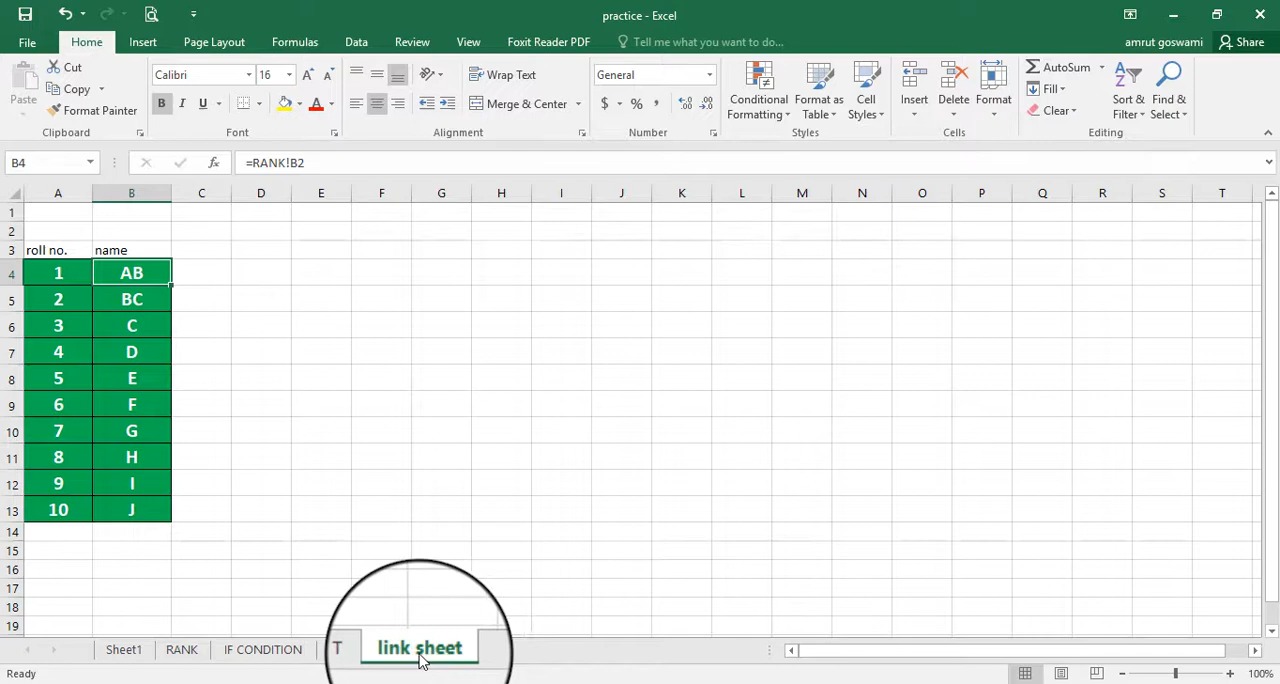 practice - Excel
File Home Insert Page Layout Formulas Data Review View Foxit Reader PDF Tell me what you want to do... amrut goswami Share
Paste
Cut
Copy
Format Painter
Clipboard
Calibri 16
B I U A
Font
Wrap Text
Merge & Center
Alignment
General
$ % ,
Number
Conditional Formatting
Format as Table
Cell Styles
Styles
Insert Delete Format
Cells
AutoSum
Fill
Clear
Sort & Filter
Find & Select
Editing
B4 fx =RANK!B2
A B C D E F G H I J K L M N O P Q R S T
1
2
3 roll no. name
4 1 AB
5 2 BC
6 3 C
7 4 D
8 5 E
9 6 F
10 7 G
11 8 H
12 9 I
13 10 J
14
15
16
17
18
19
Sheet1 RANK IF CONDITION T link sheet
Ready 100%